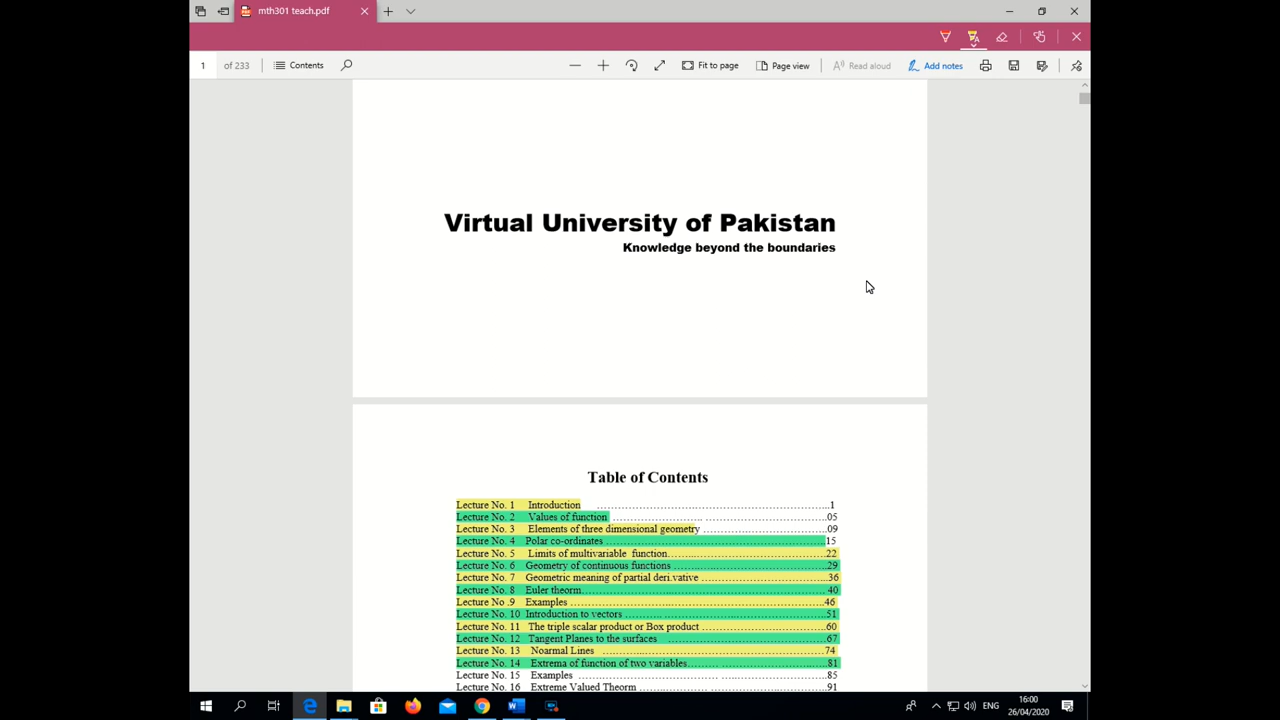 mth301 teach.pdf
1 of 233 Contents Fit to page Page view Read aloud Add notes
Virtual University of Pakistan
Knowledge beyond the boundaries
Table of Contents
Lecture No. 1 Introduction ………………………………………………………..1
Lecture No. 2 Values of function …………………….. …………………………..05
Lecture No. 3 Elements of three dimensional geometry ……………………………..09
Lecture No. 4 Polar co-ordinates ……………………………………………………..15
Lecture No. 5 Limits of multivariable function……………………………………….22
Lecture No. 6 Geometry of continuous functions …………………………………….29
Lecture No. 7 Geometric meaning of partial deri.vative ……………………………..36
Lecture No. 8 Euler theorm……………………………………………………………40
Lecture No .9 Examples ………………………………………………………………..46
Lecture No. 10 Introduction to vectors …………………………………………………51
Lecture No. 11 The triple scalar product or Box product ……………………………..60
Lecture No. 12 Tangent Planes to the surfaces ………………………………………..67
Lecture No. 13 Noarmal Lines …………………………………………………………74
Lecture No. 14 Extrema of function of two variables…….. …………………………..81
Lecture No. 15 Examples ………………………… …………………………..85
Lecture No. 16 Extreme Valued Theorm ……………….. …………………………..91
ENG
16:00
26/04/2020